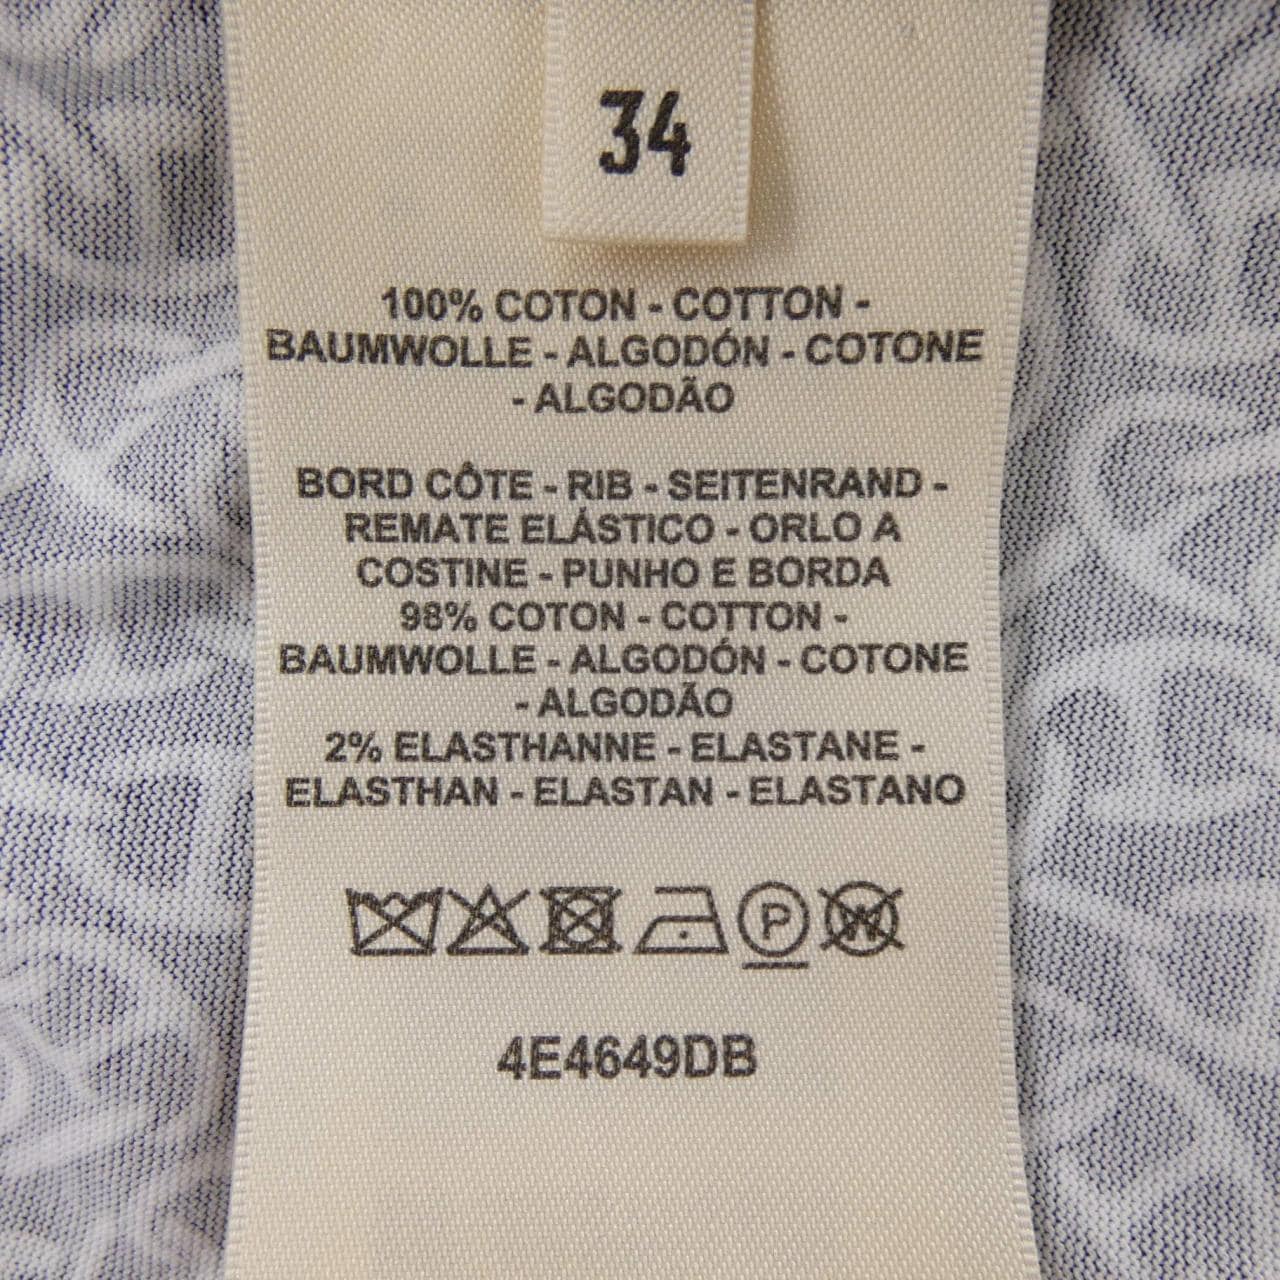 34
100% COTON - COTTON -
BAUMWOLLE - ALGODÓN - COTONE
- ALGODÃO
BORD CÔTE - RIB - SEITENRAND -
REMATE ELÁSTICO - ORLO A
COSTINE - PUNHO E BORDA
98% COTON - COTTON -
BAUMWOLLE - ALGODÓN - COTONE
- ALGODÃO
2% ELASTHANNE - ELASTANE -
ELASTHAN - ELASTAN - ELASTANO
P W
4E4649DB